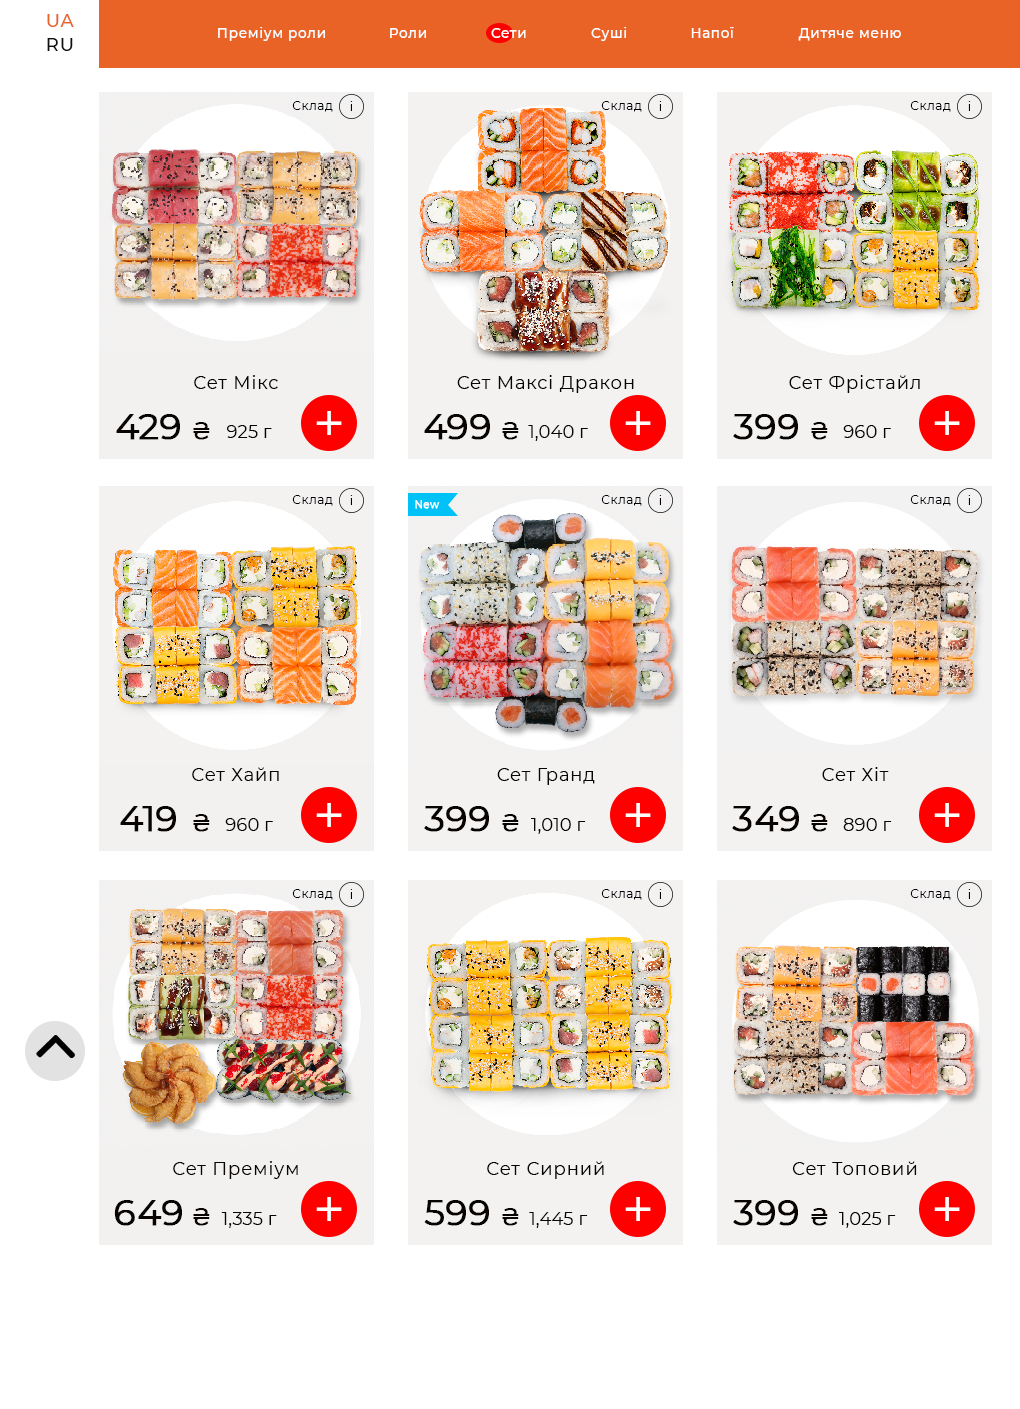 UA
RU
Преміум роли
Роли
Сети
Суші
Напої
Дитяче меню
Склад i
Склад i
Склад i
Сет Мікс
Сет Максі Дракон
Сет Фрістайл
429 ₴ 925 г +
499 ₴ 1,040 г +
399 ₴ 960 г +
Склад i
New
Склад i
Склад i
Сет Хайп
Сет Гранд
Сет Хіт
419 ₴ 960 г +
399 ₴ 1,010 г +
349 ₴ 890 г +
Склад i
Склад i
Склад i
Сет Преміум
Сет Сирний
Сет Топовий
649 ₴ 1,335 г +
599 ₴ 1,445 г +
399 ₴ 1,025 г +